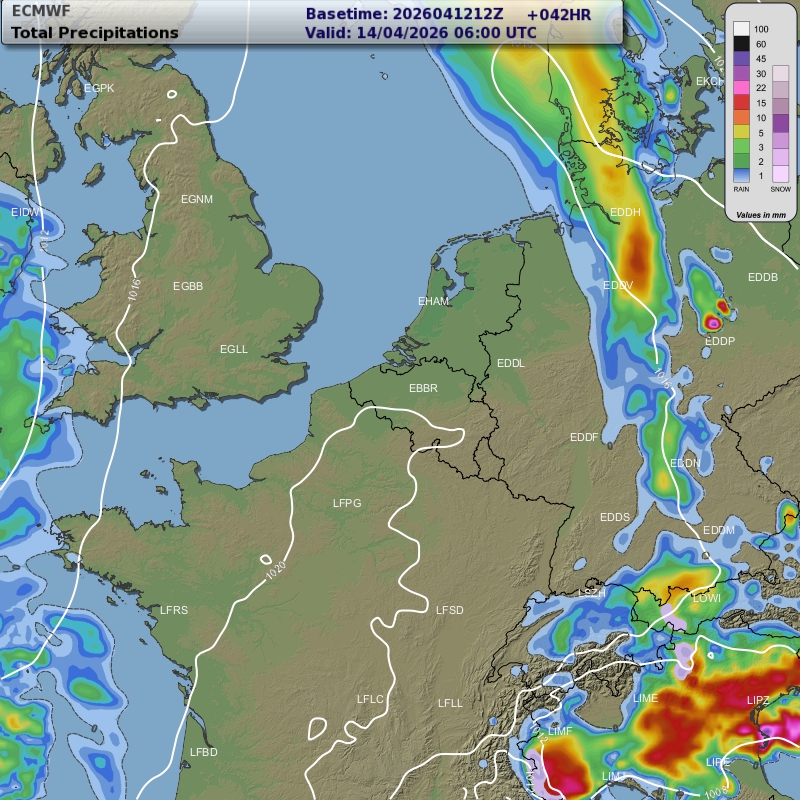 ECMWF
Basetime: 2026041212Z +042HR
Total Precipitations
Valid: 14/04/2026 06:00 UTC
100
60
45
30
22
15
10
5
3
2
1
RAIN
SNOW
Values in mm
EGPK
EGNM
EIDW
1012
EDDH
EGBB
EDDB
1016
EDDV
EHAM
EDDP
EGLL
EDDL
1016
EBBR
EDDF
EDDN
LFPG
EDDS
EDDM
1020
LSZH
LOWI
LFRS
LFSD
LFLC
LFLL
LIME
LIPZ
LIMF
LFBD
LIPE
LIMJ
1008